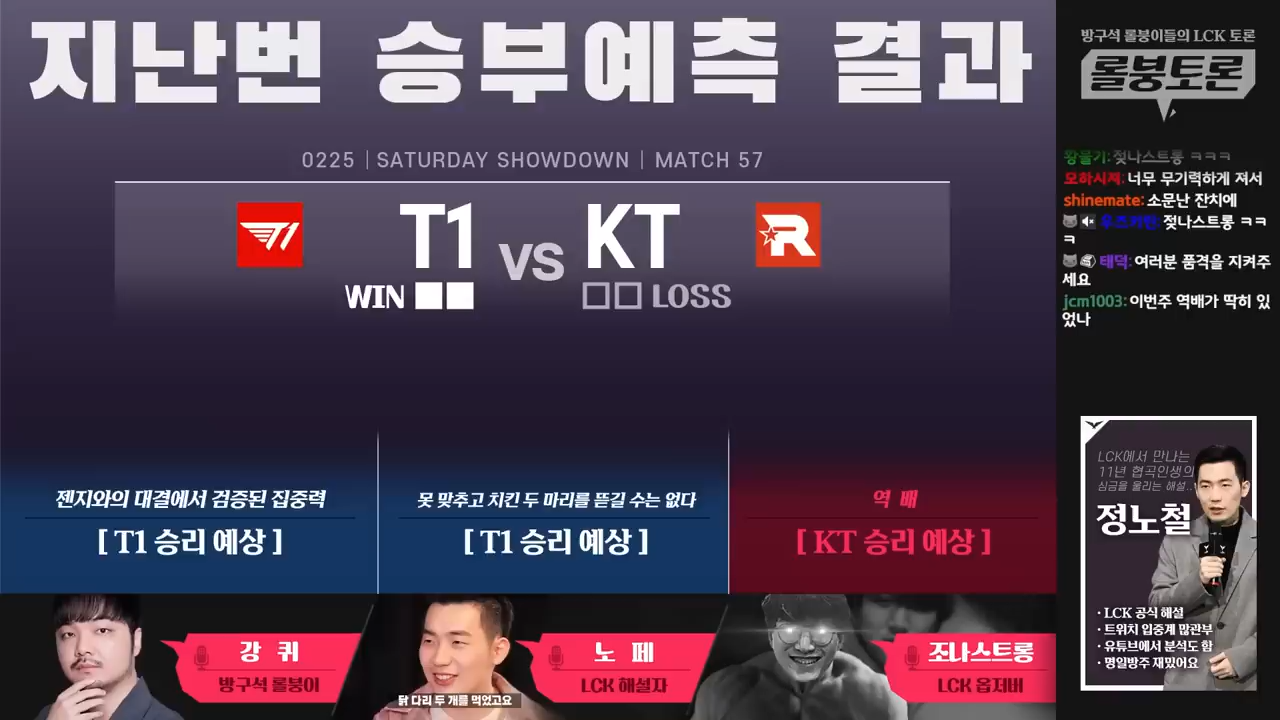 지난번 승부예측 결과
0225 | SATURDAY SHOWDOWN | MATCH 57
T1
T1 vs KT
R
WIN
LOSS
젠지와의 대결에서 검증된 집중력
[ T1 승리 예상 ]
못 맞추고 치킨 두 마리를 뜯길 수는 없다
[ T1 승리 예상 ]
역 배
[ KT 승리 예상 ]
강 퀴
방구석 롤붕이
닭 다리 두 개를 먹었고요
노 페
LCK 해설자
조나스트롱
LCK 옵저버
방구석 롤붕이들의 LCK 토론
롤붕토론
왕물기: 젖나스트롱 ㅋㅋㅋ
모하시제: 너무 무기력하게 져서
shinemate: 소문난 잔치에
젖나스트롱 ㅋㅋ
ㅋ
태덕: 여러분 품격을 지켜주
세요
jcm1003: 이번주 역배가 딱히 있
었나
LCK에서 만나는
11년 협곡인생의
심금을 울리는 해설..
정노철
· LCK 공식 해설
· 트위치 입중계 많관부
· 유튜브에서 분석도 함
· 명일방주 재밌어요